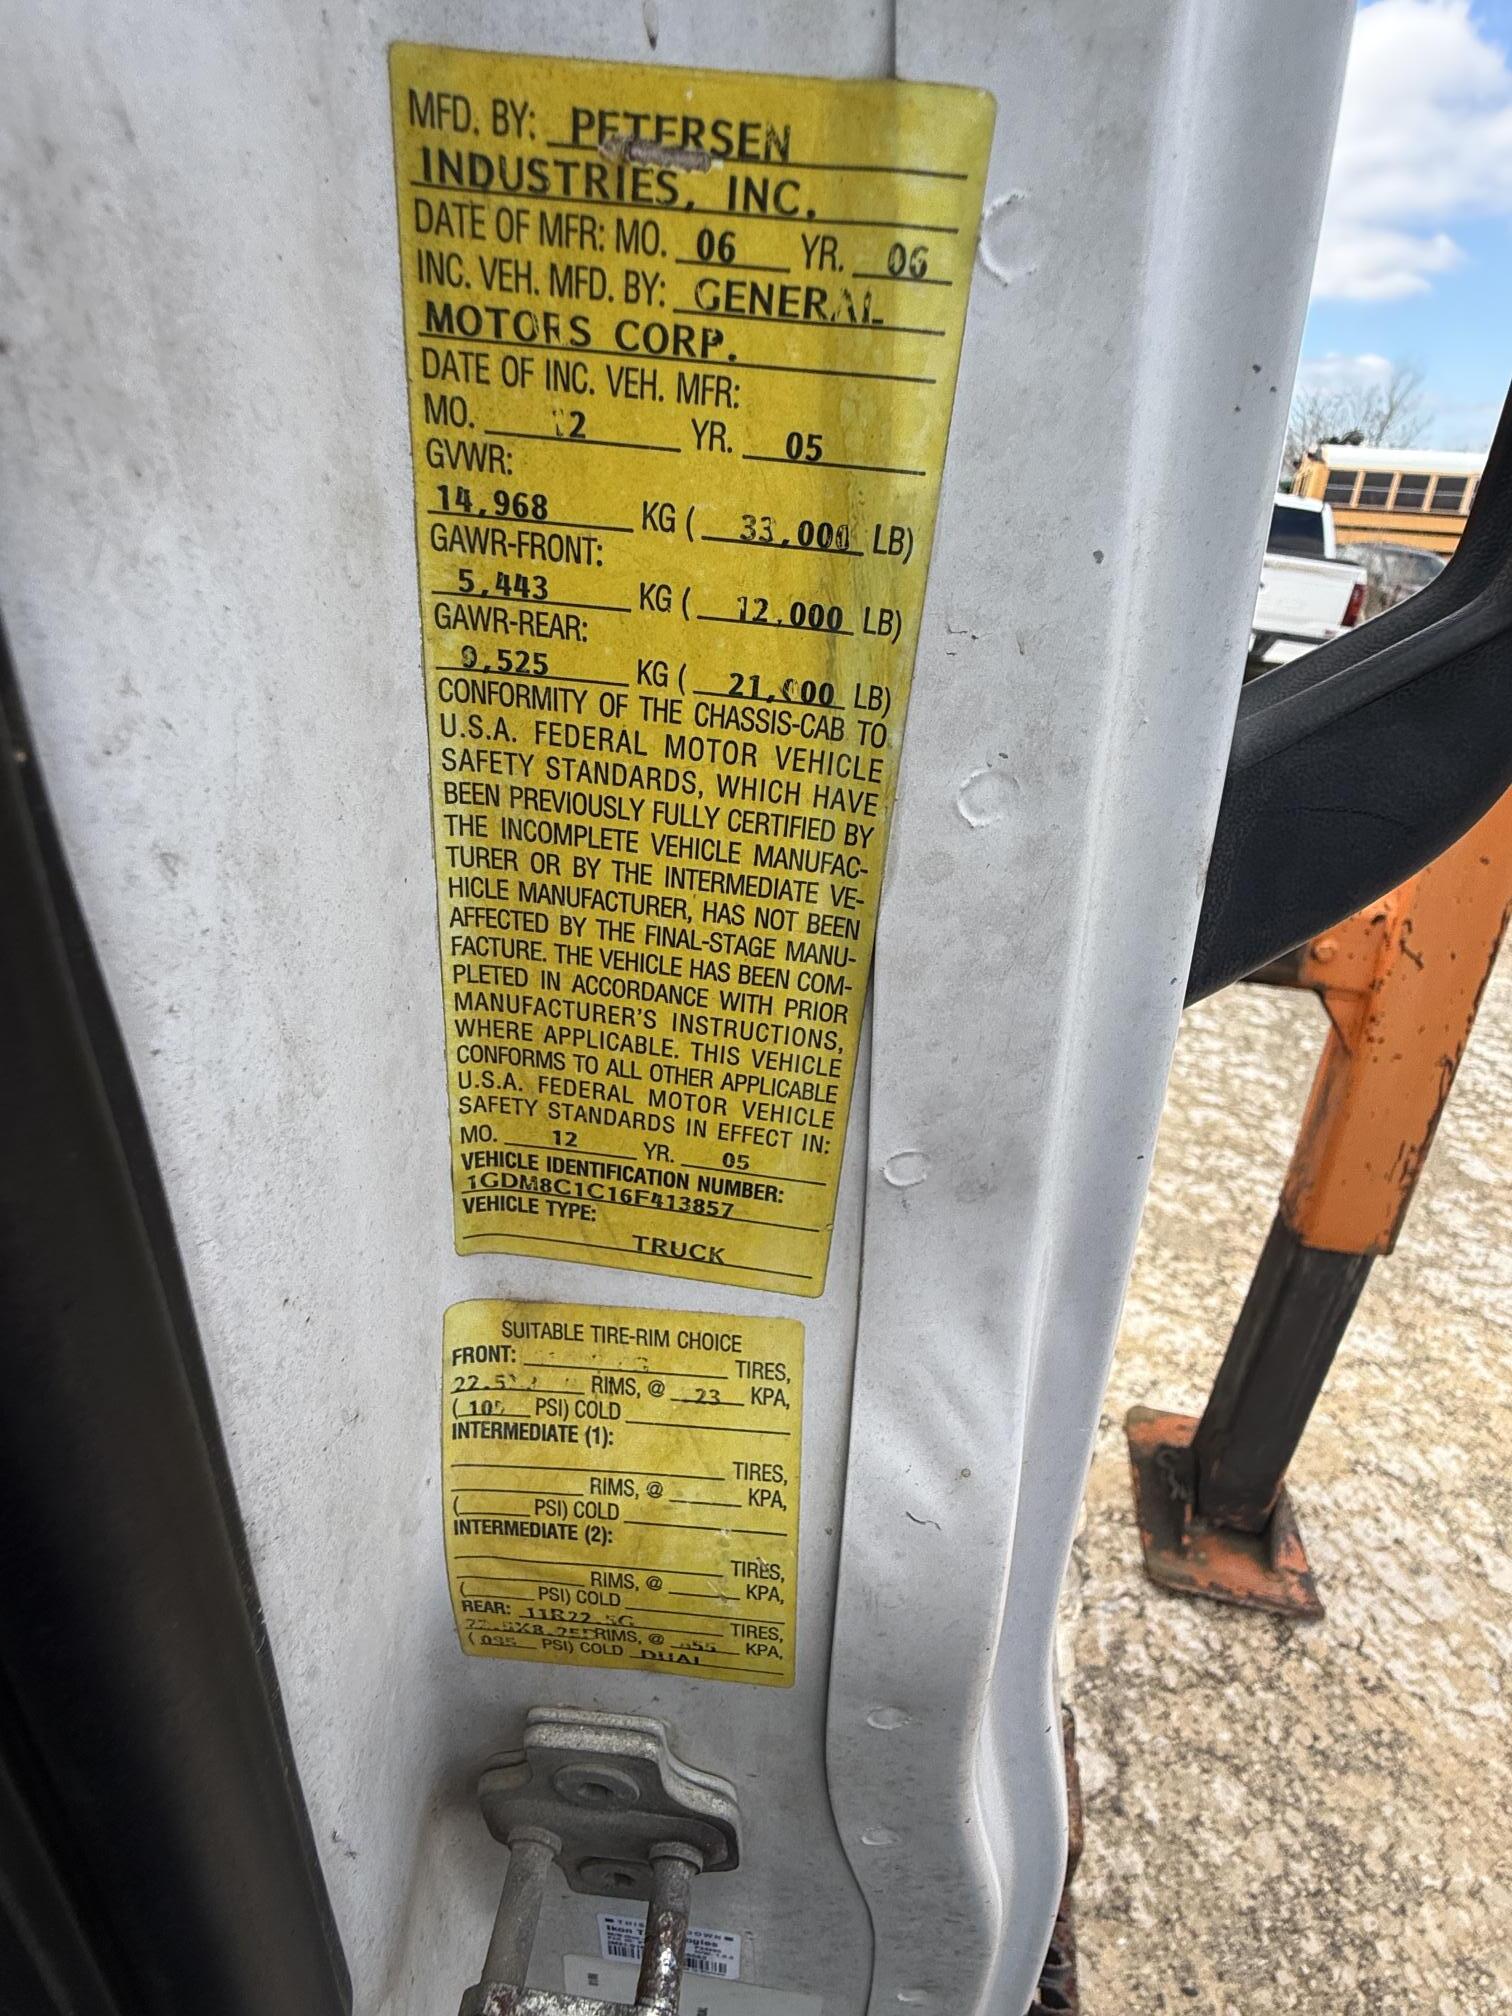 MFD. BY: PETERSEN
INDUSTRIES, INC.
DATE OF MFR: MO. 06 YR. 06
INC. VEH. MFD. BY: GENERAL
MOTORS CORP.
DATE OF INC. VEH. MFR:
MO. 12 YR. 05
GVWR:
14,968 KG ( 33,000 LB)
GAWR-FRONT:
5,443 KG ( 12,000 LB)
GAWR-REAR:
9,525 KG ( 21,000 LB)
CONFORMITY OF THE CHASSIS-CAB TO
U.S.A. FEDERAL MOTOR VEHICLE
SAFETY STANDARDS, WHICH HAVE
BEEN PREVIOUSLY FULLY CERTIFIED BY
THE INCOMPLETE VEHICLE MANUFAC-
TURER OR BY THE INTERMEDIATE VE-
HICLE MANUFACTURER, HAS NOT BEEN
AFFECTED BY THE FINAL-STAGE MANU-
FACTURE. THE VEHICLE HAS BEEN COM-
PLETED IN ACCORDANCE WITH PRIOR
MANUFACTURER'S INSTRUCTIONS,
WHERE APPLICABLE. THIS VEHICLE
CONFORMS TO ALL OTHER APPLICABLE
U.S.A. FEDERAL MOTOR VEHICLE
SAFETY STANDARDS IN EFFECT IN:
MO. 12 YR. 05
VEHICLE IDENTIFICATION NUMBER:
1GDM8C1C16F413857
VEHICLE TYPE:
TRUCK
SUITABLE TIRE-RIM CHOICE
FRONT: TIRES,
RIMS, @ KPA,
( 105 PSI) COLD
INTERMEDIATE (1):
TIRES,
RIMS, @ KPA,
( PSI) COLD
INTERMEDIATE (2):
TIRES,
RIMS, @ KPA,
( PSI) COLD
REAR: 11R22.5G TIRES,
22.5X8.25DRIMS, @ 655 KPA,
(095 PSI) COLD DUAL